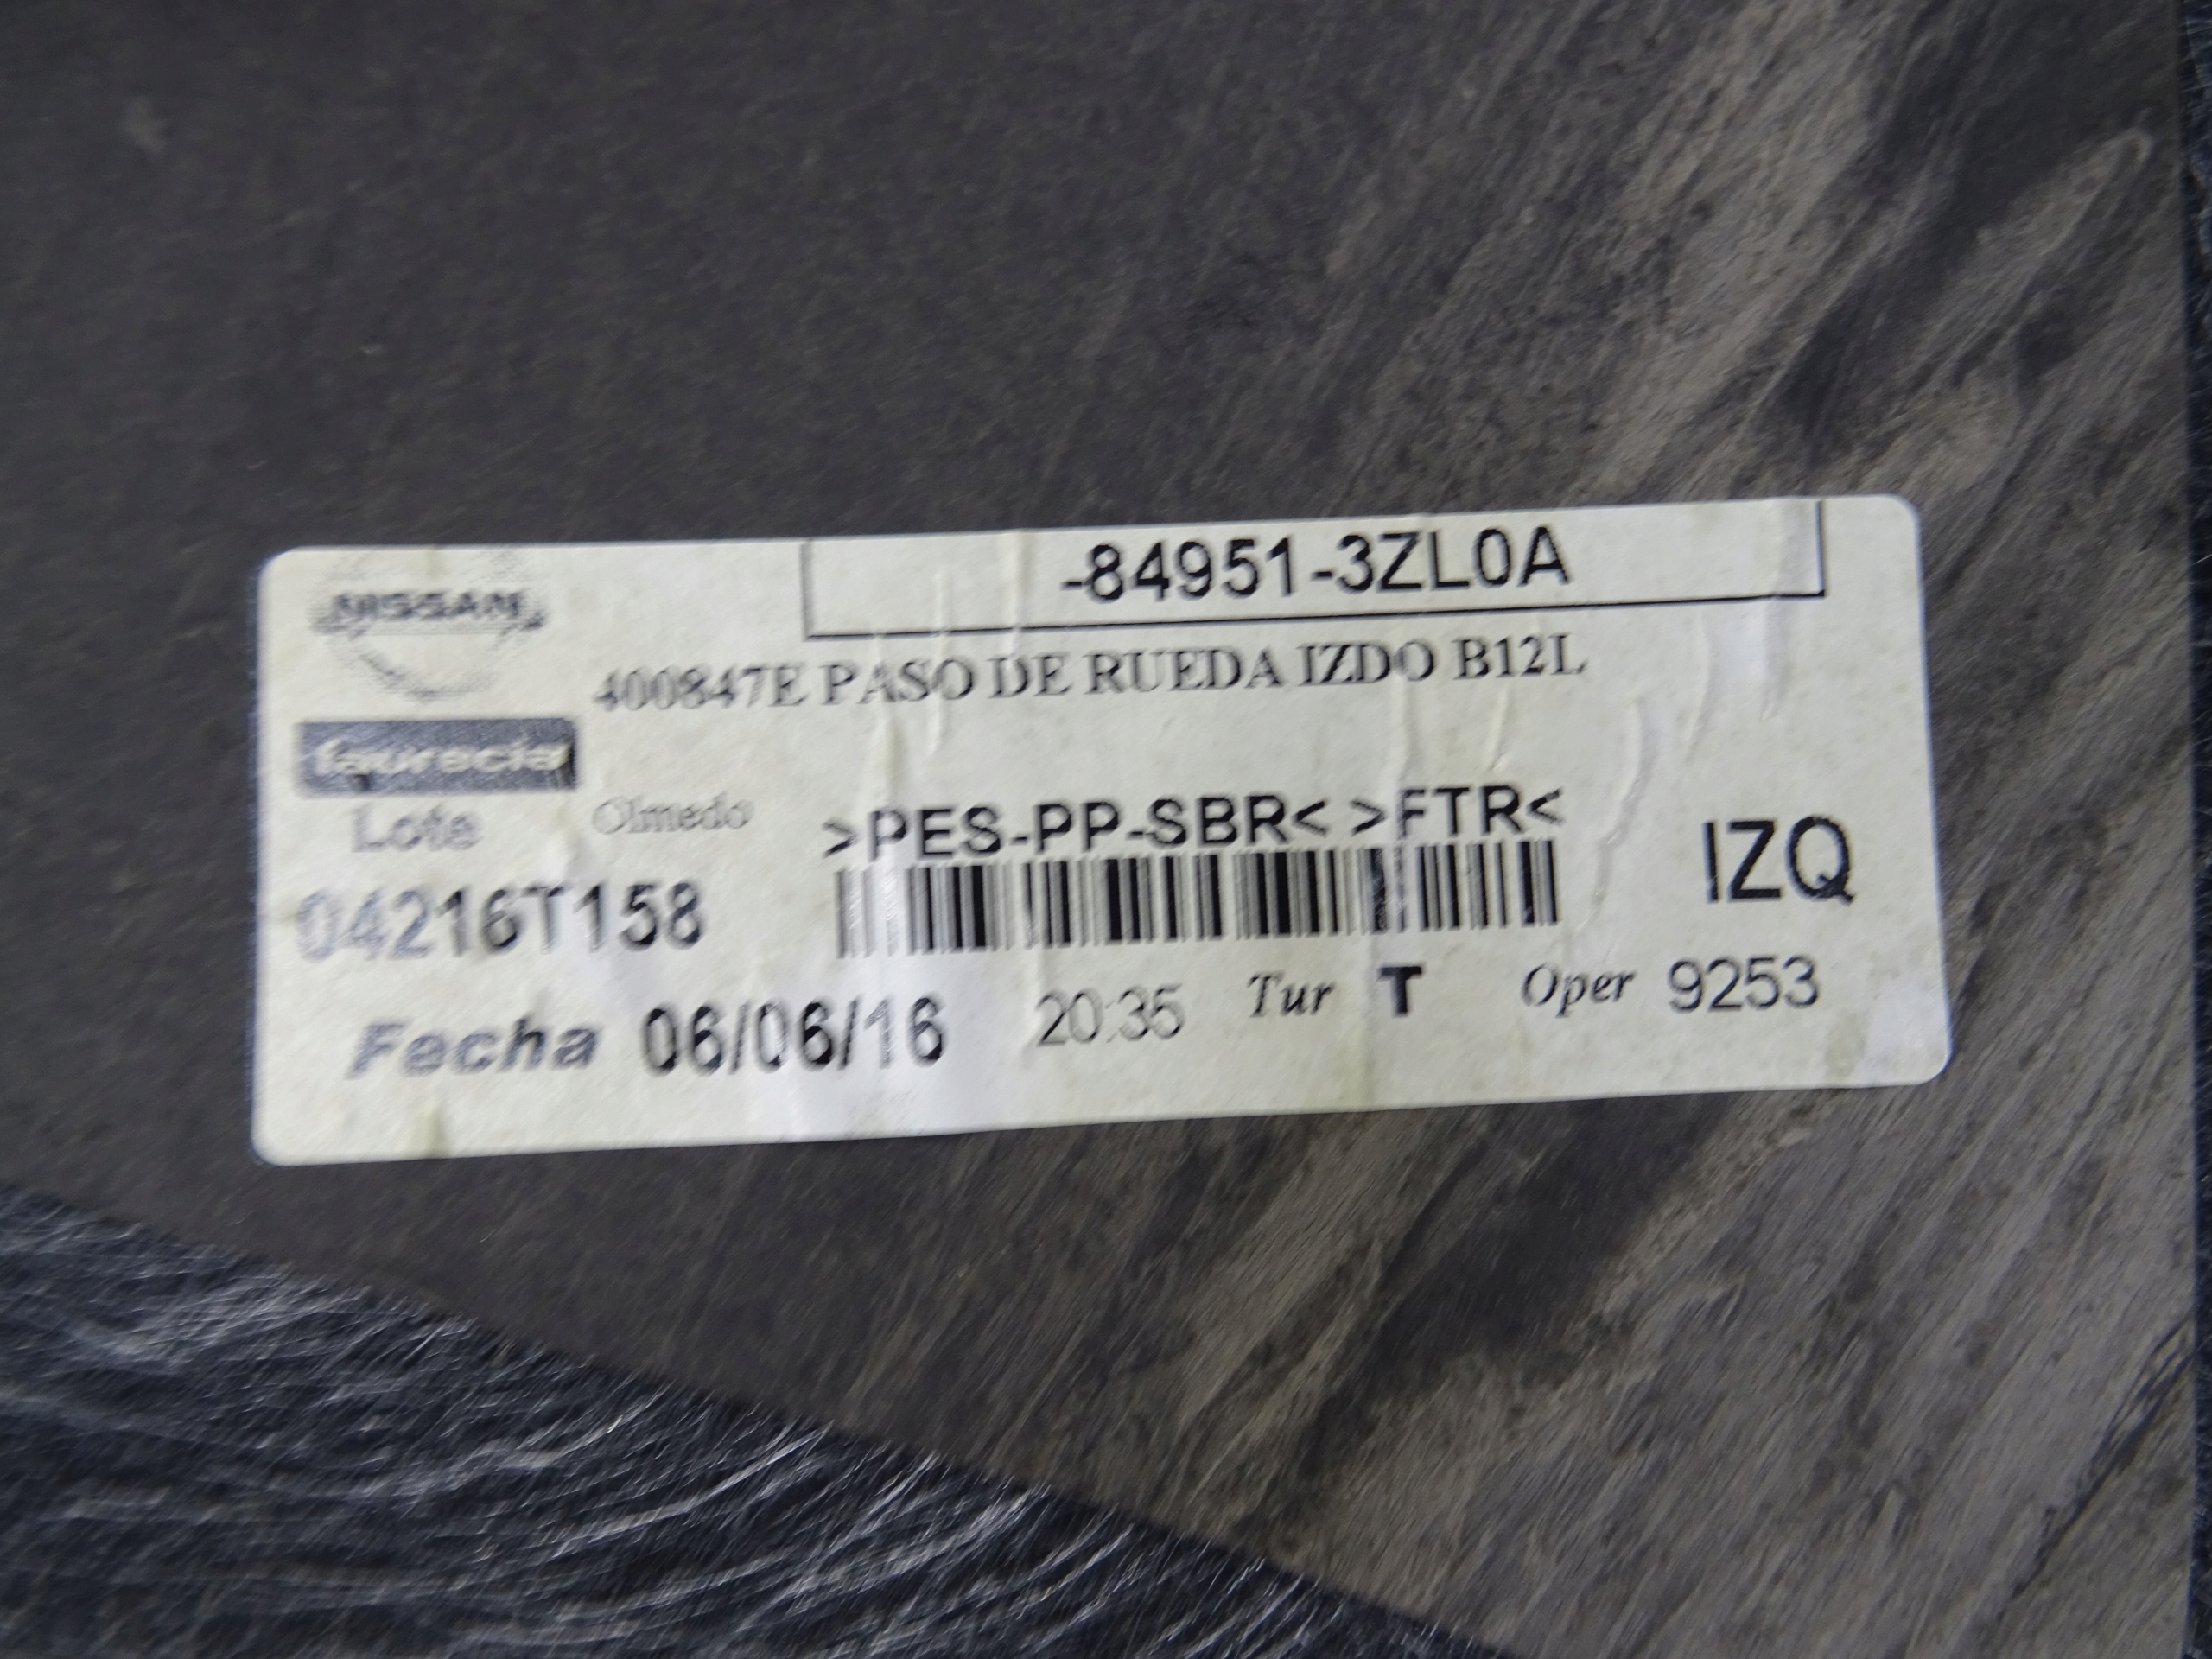 NISSAN
-84951-3ZL0A
400847E PASO DE RUEDA IZDO B12L
faurecia
Lote Olmedo
>PES-PP-SBR< >FTR<
IZQ
04216T158
Fecha 06/06/16 20:35 Tur T Oper 9253